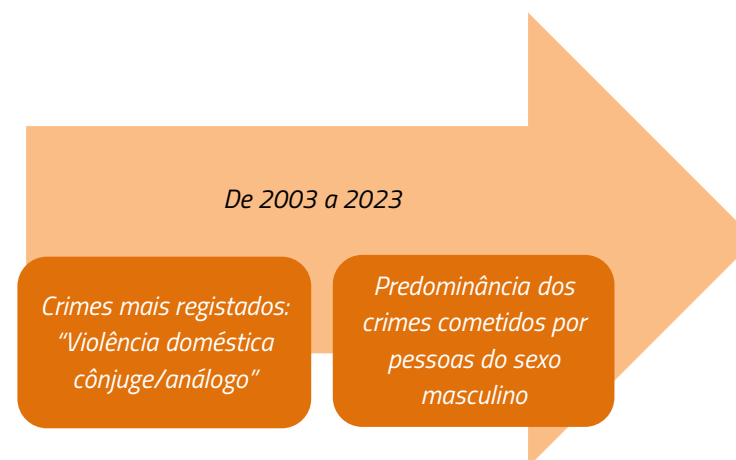 De 2003 a 2023
Crimes mais registados:
“Violência doméstica
cônjuge/análogo”
Predominância dos
crimes cometidos por
pessoas do sexo
masculino